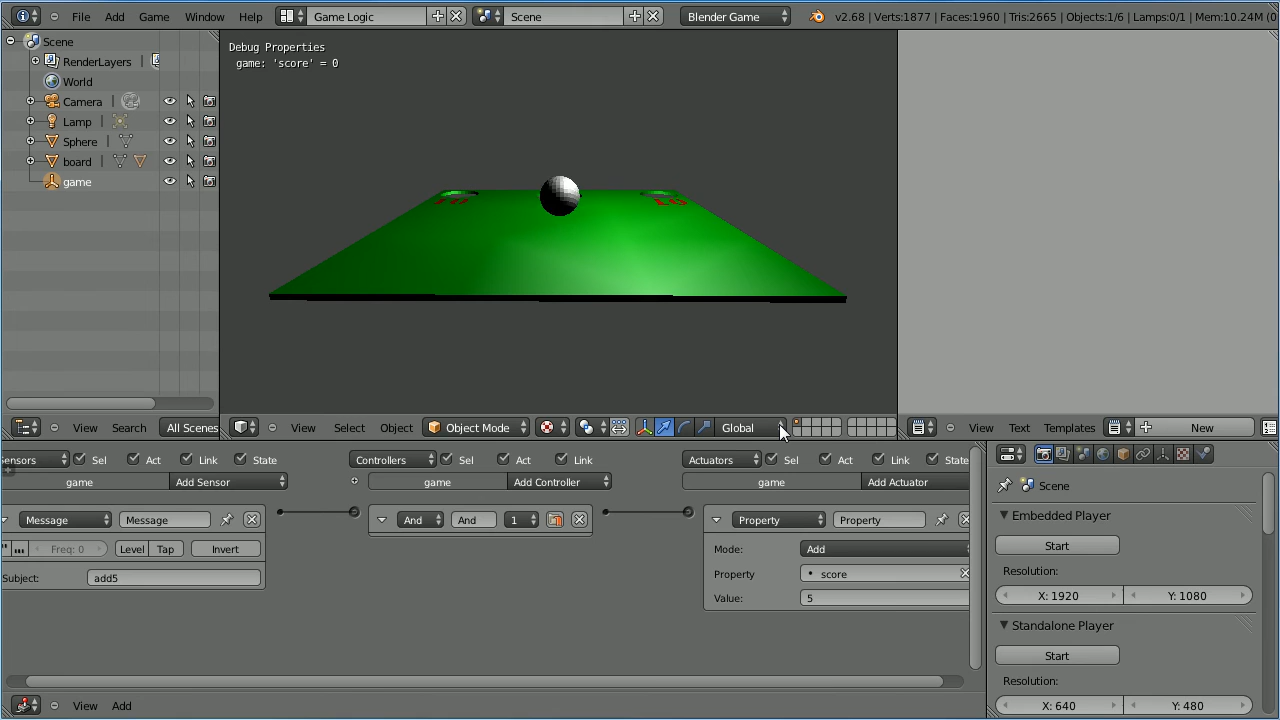 File Add Game Window Help Game Logic Scene Blender Game v2.68 | Verts:1877 | Faces:1960 | Tris:2665 | Objects:1/6 | Lamps:0/1 | Mem:10.24M (0
Scene
RenderLayers
World
Camera
Lamp
Sphere
board
game
Debug Properties
game: 'score' = 0
10 10
View Search All Scenes
View Select Object Object Mode Global
View Text Templates New
Sensors Sel Act Link State Controllers Sel Act Link Actuators Sel Act Link State
game Add Sensor game Add Controller game Add Actuator
Message Message And And 1 Property Property
Freq: 0 Level Tap Invert
Subject: add5
Mode: Add
Property score
Value: 5
View Add
Scene
Embedded Player
Start
Resolution:
X: 1920 Y: 1080
Standalone Player
Start
Resolution:
X: 640 Y: 480